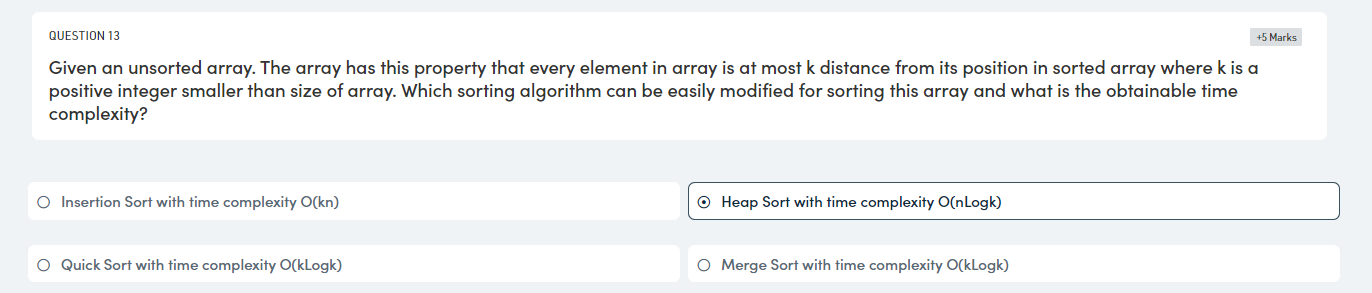 QUESTION 13
+5 Marks
Given an unsorted array. The array has this property that every element in array is at most k distance from its position in sorted array where k is a
positive integer smaller than size of array. Which sorting algorithm can be easily modified for sorting this array and what is the obtainable time
complexity?
Insertion Sort with time complexity O(kn)
Heap Sort with time complexity O(nLogk)
Quick Sort with time complexity O(kLogk)
Merge Sort with time complexity O(kLogk)